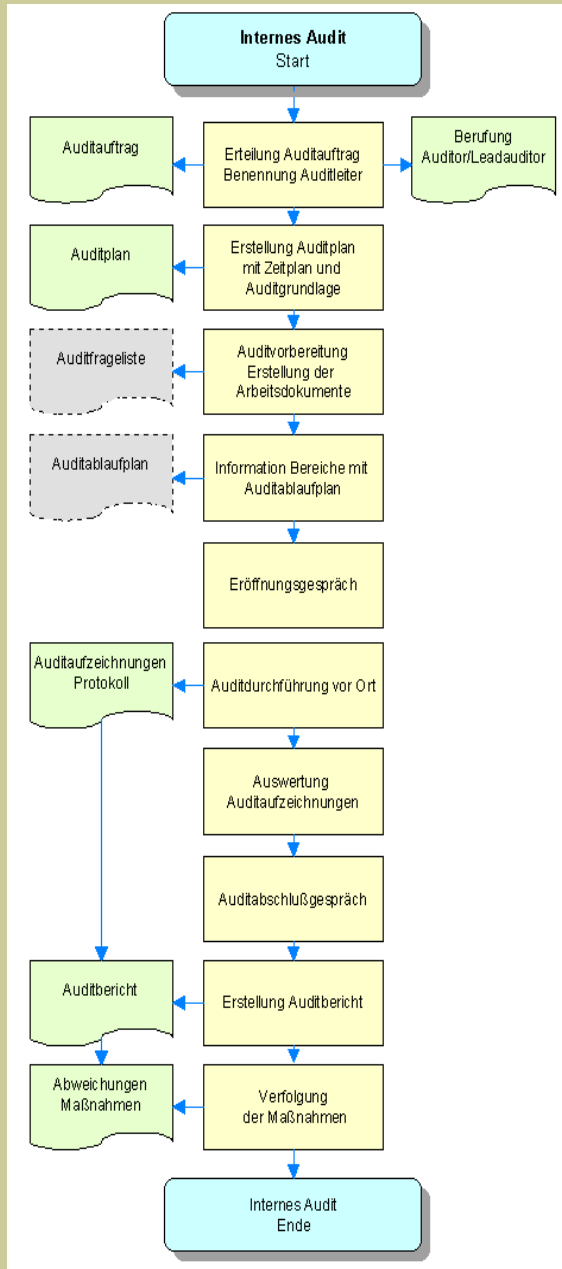 Internes Audit
Start
Auditauftrag
Erteilung Auditauftrag
Benennung Auditleiter
Berufung
Auditor/Leadauditor
Auditplan
Erstellung Auditplan
mit Zeitplan und
Auditgrundlage
Auditfrageliste
Auditvorbereitung
Erstellung der
Arbeitsdokumente
Auditablaufplan
Information Bereiche mit
Auditablaufplan
Eröffnungsgespräch
Auditaufzeichnungen
Protokoll
Auditdurchführung vor Ort
Auswertung
Auditaufzeichnungen
Auditabschlußgespräch
Auditbericht
Erstellung Auditbericht
Abweichungen
Maßnahmen
Verfolgung
der Maßnahmen
Internes Audit
Ende